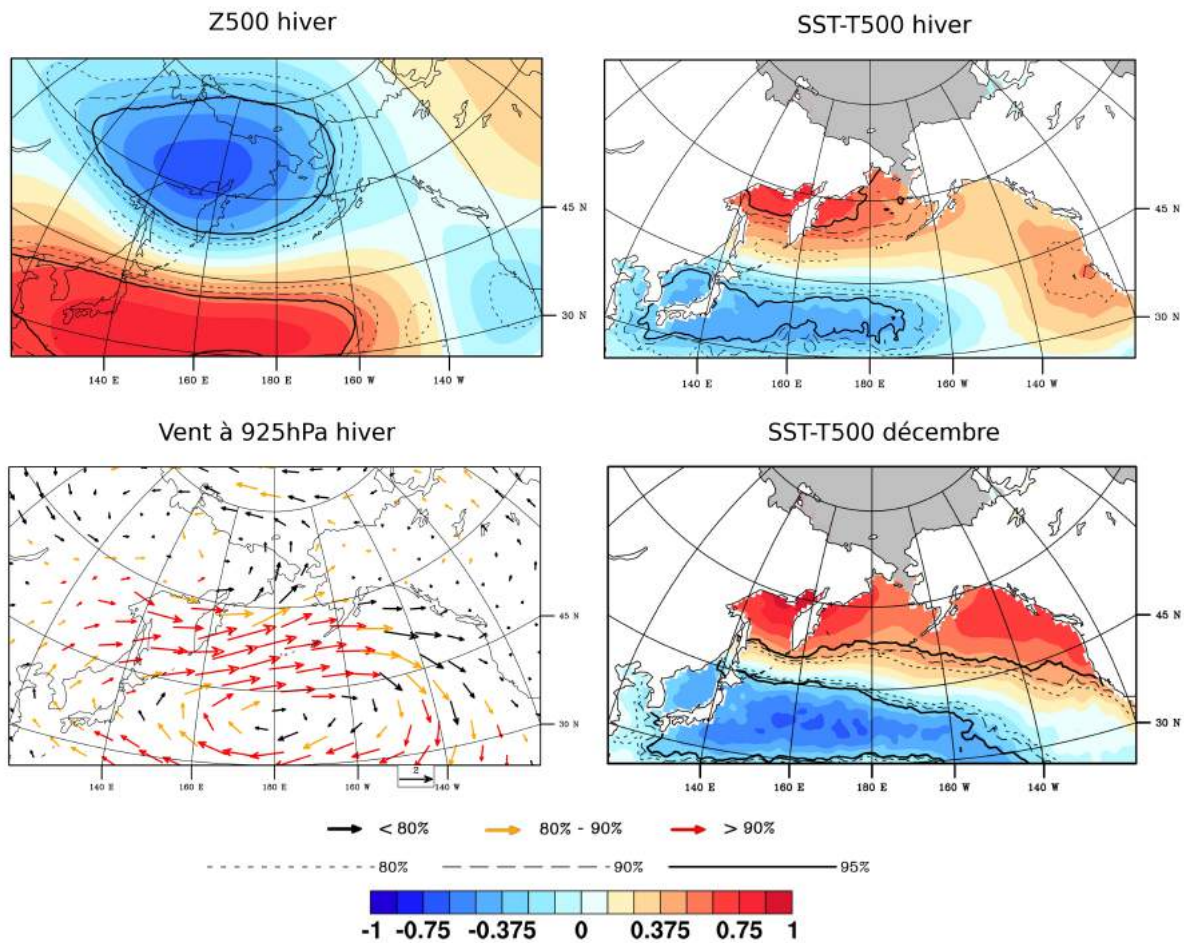 Z500 hiver
SST-T500 hiver
45 N
30 N
140 E 160 E 180 E 160 W 140 W
45 N
30 N
140 E 160 E 180 E 160 W 140 W
Vent à 925hPa hiver
SST-T500 décembre
45 N
30 N
2
140 E 160 E 180 E 160 W 140 W
45 N
30 N
140 E 160 E 180 E 160 W 140 W
< 80% 80% - 90% > 90%
80% 90% 95%
-1 -0.75 -0.375 0 0.375 0.75 1